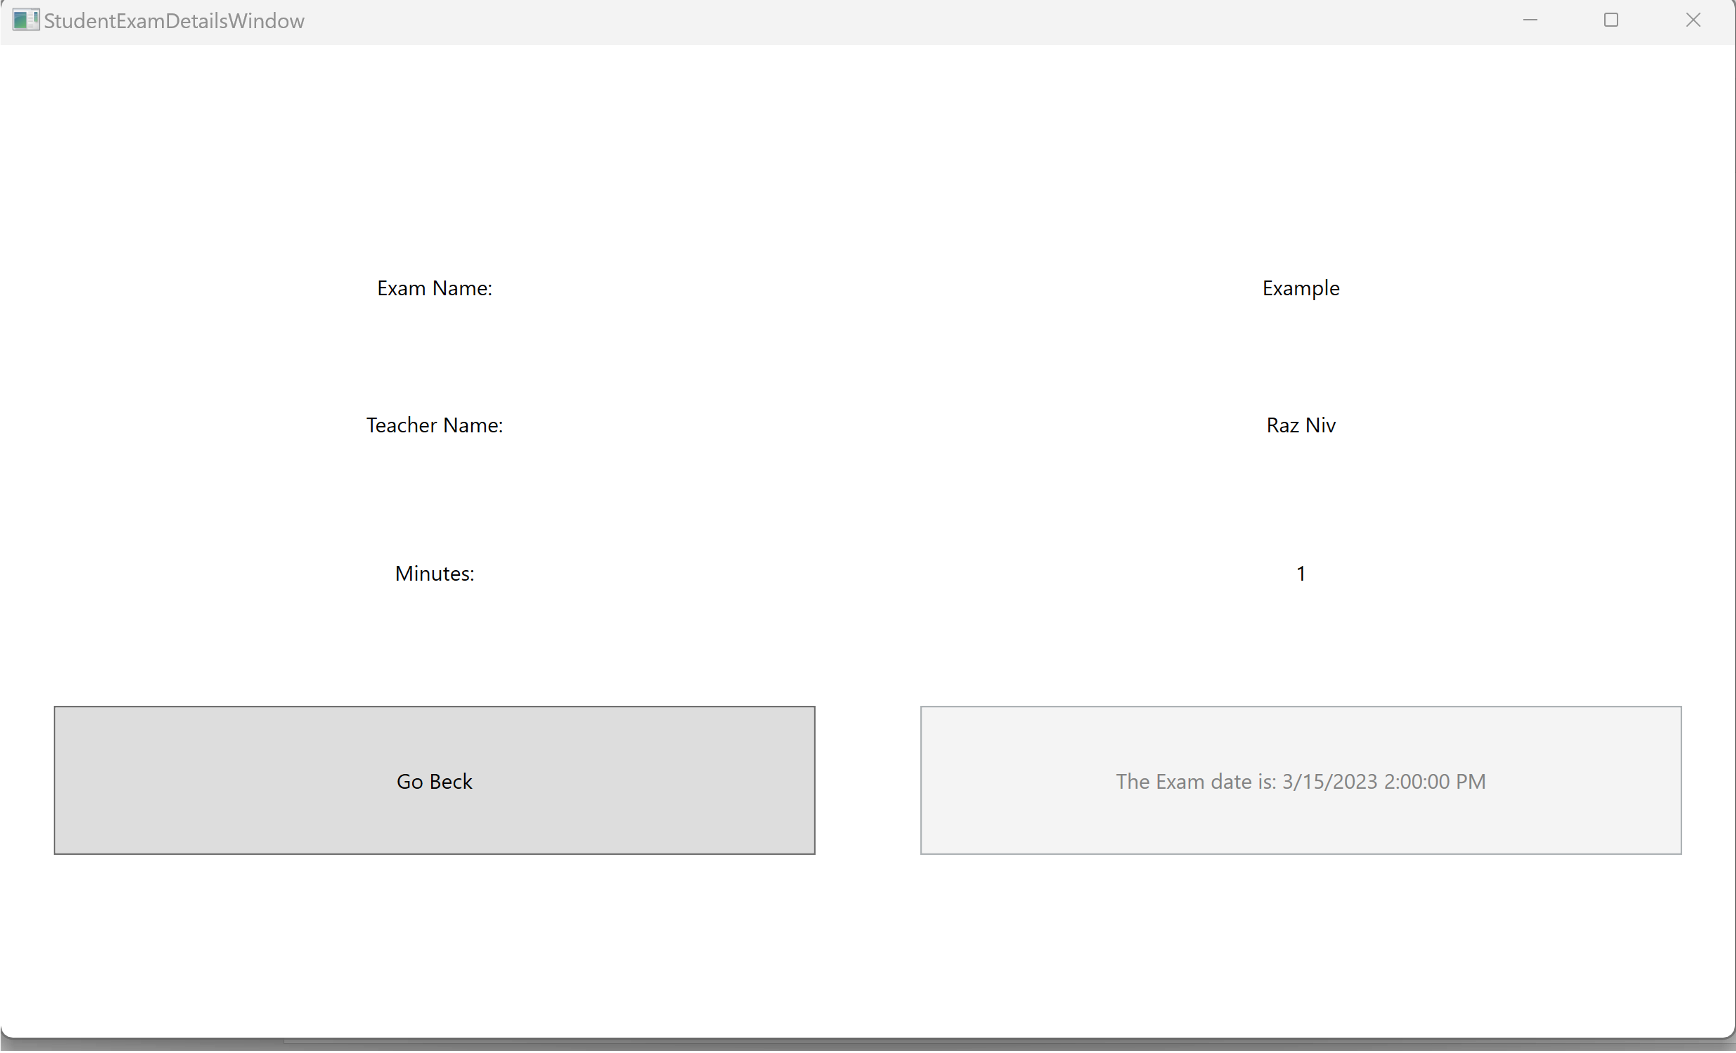 StudentExamDetailsWindow
Exam Name: Example
Teacher Name: Raz Niv
Minutes: 1
Go Beck
The Exam date is: 3/15/2023 2:00:00 PM